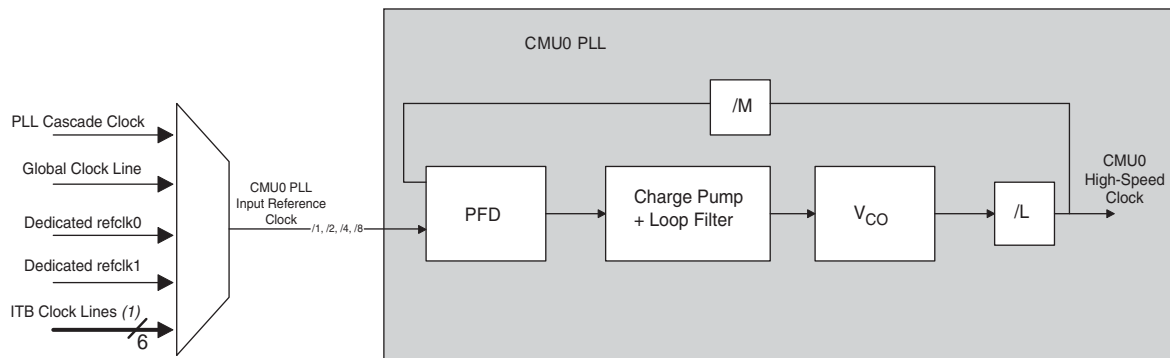 CMU0 PLL
/M
PLL Cascade Clock
Global Clock Line
CMU0 PLL
Input Reference
Clock
/1, /2, /4, /8
Dedicated refclk0
Dedicated refclk1
ITB Clock Lines (1)
6
PFD
Charge Pump
+ Loop Filter
VCO
/L
CMU0
High-Speed
Clock